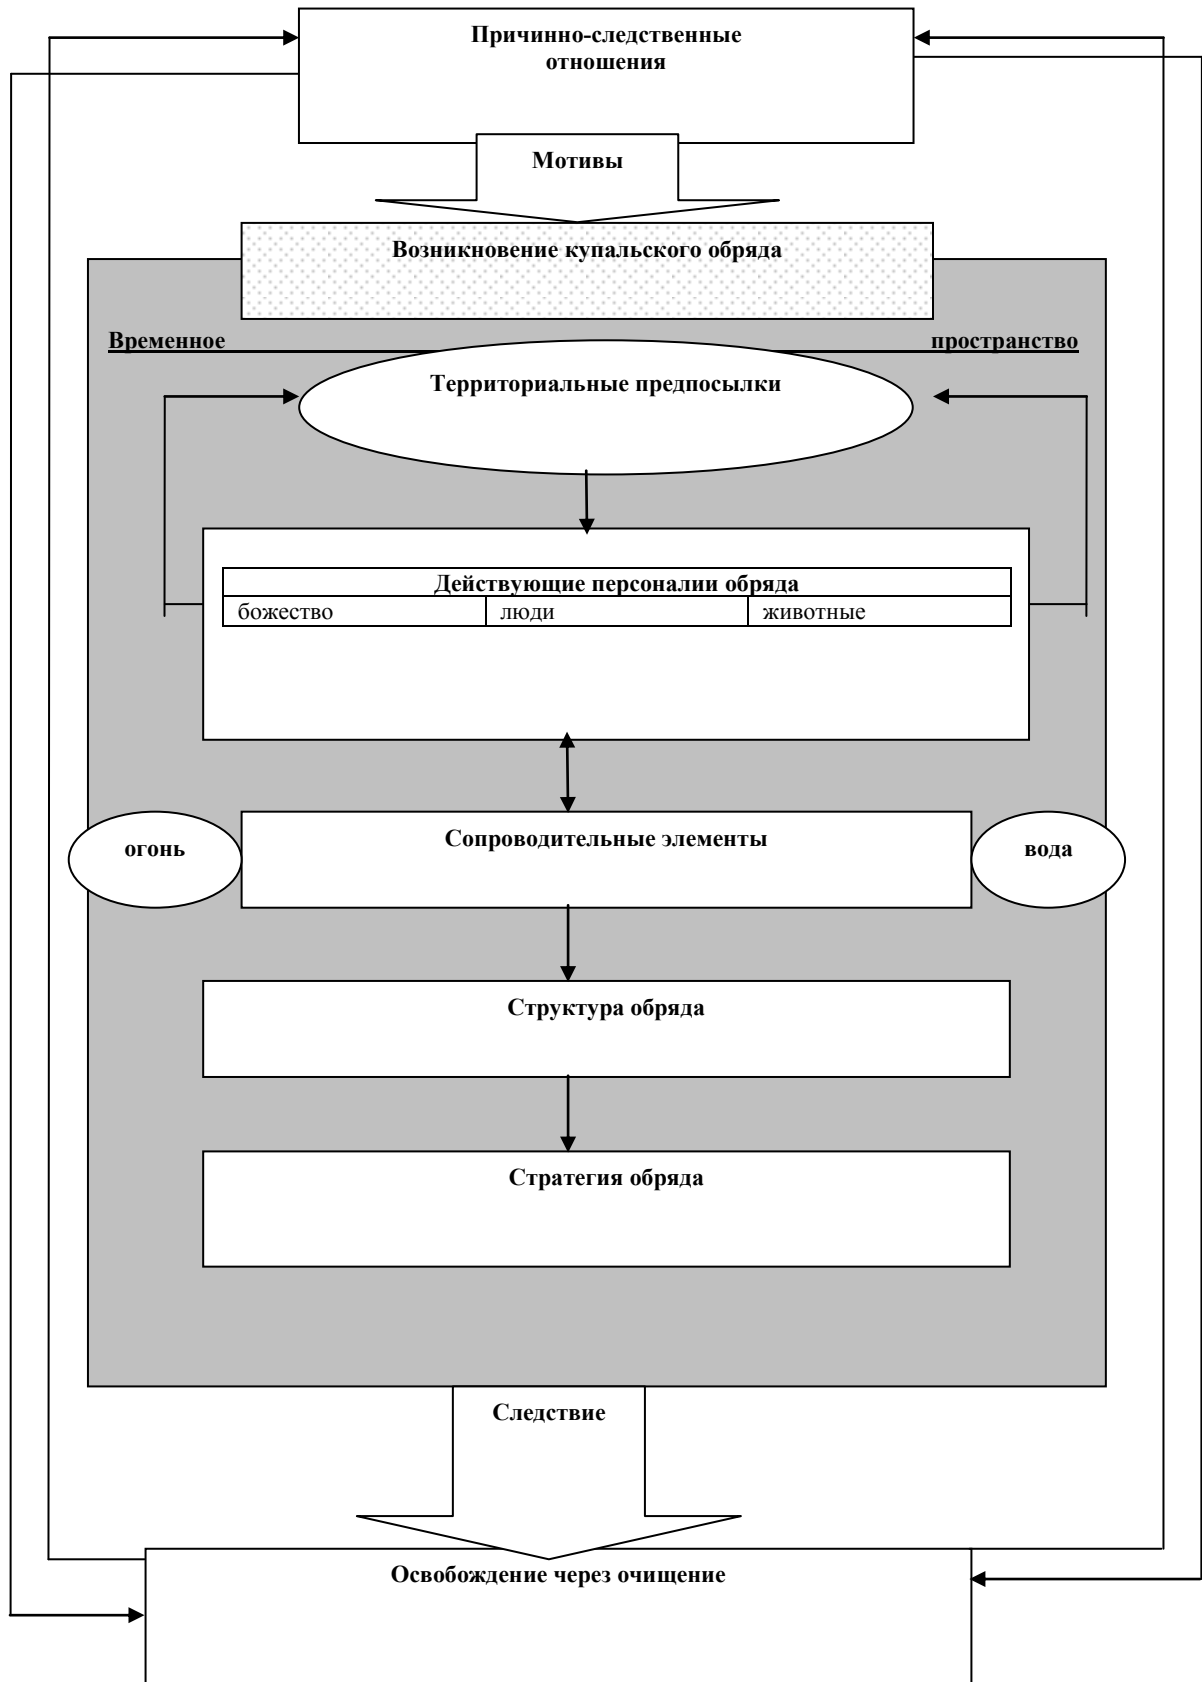 Причинно-следственные
отношения
Мотивы
Возникновение купальского обряда
Временное пространство
Территориальные предпосылки
Действующие персоналии обряда
божество люди животные
огонь Сопроводительные элементы вода
Структура обряда
Стратегия обряда
Следствие
Освобождение через очищение